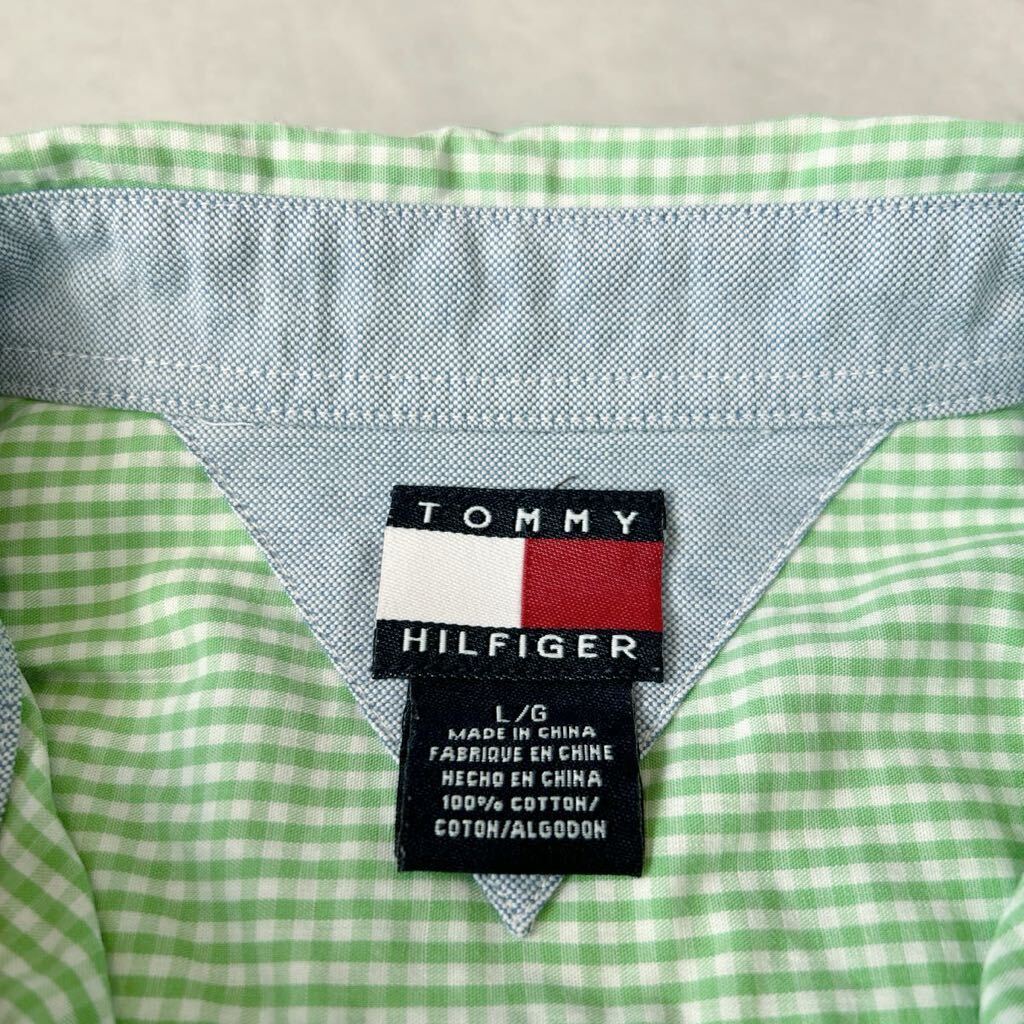 TOMMY
HILFIGER
L/G
MADE IN CHINA
FABRIQUE EN CHINE
HECHO EN CHINA
100% COTTON/
COTON/ALGODON